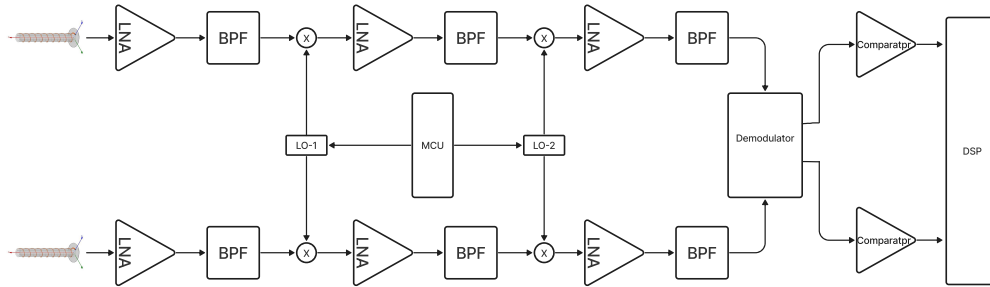 LNA
BPF
X
LNA
BPF
X
LNA
BPF
Comparatpr
LO-1
MCU
LO-2
Demodulator
DSP
LNA
BPF
X
LNA
BPF
X
LNA
BPF
Comparatpr